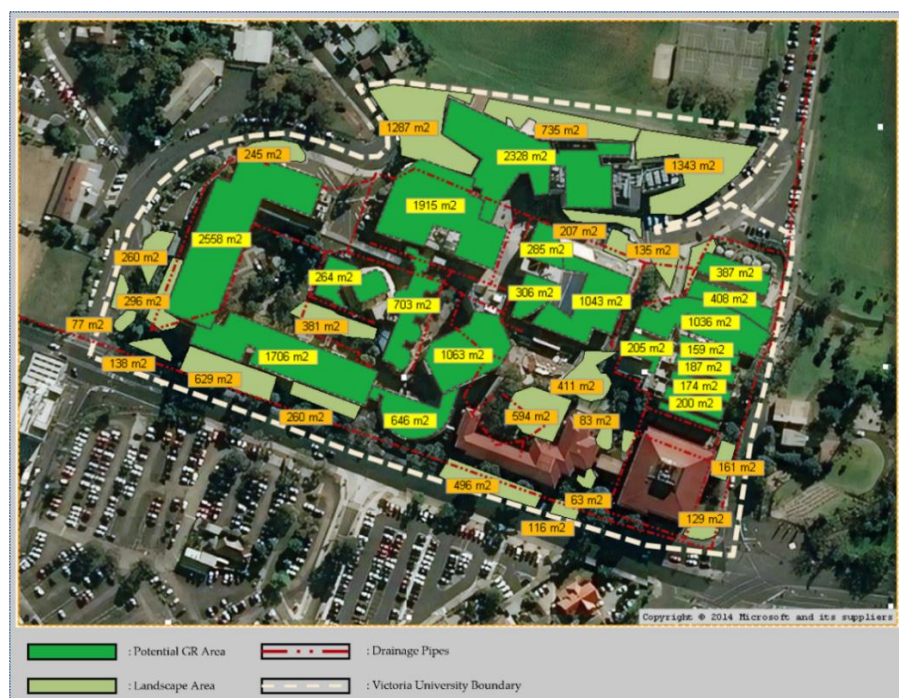 1287 m2
735 m2
245 m2
2328 m2
1343 m2
1915 m2
2558 m2
207 m2
260 m2
285 m2
135 m2
264 m2
387 m2
296 m2
703 m2
306 m2
1043 m2
408 m2
77 m2
381 m2
1036 m2
138 m2
1706 m2
1063 m2
205 m2
159 m2
187 m2
629 m2
411 m2
174 m2
260 m2
646 m2
594 m2
83 m2
200 m2
161 m2
496 m2
63 m2
116 m2
129 m2
Copyright © 2014 Microsoft and its suppliers
: Potential GR Area
: Drainage Pipes
: Landscape Area
: Victoria University Boundary